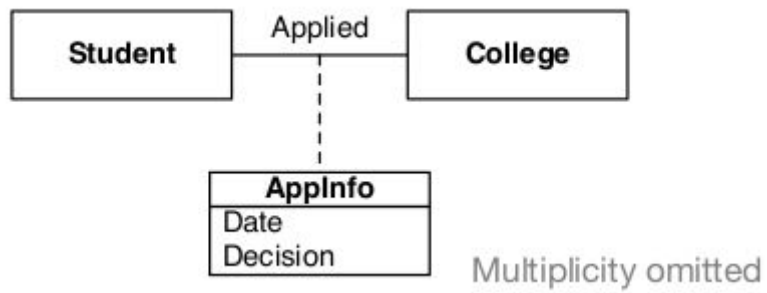 Applied
Student
College
AppInfo
Date
Decision
Multiplicity omitted